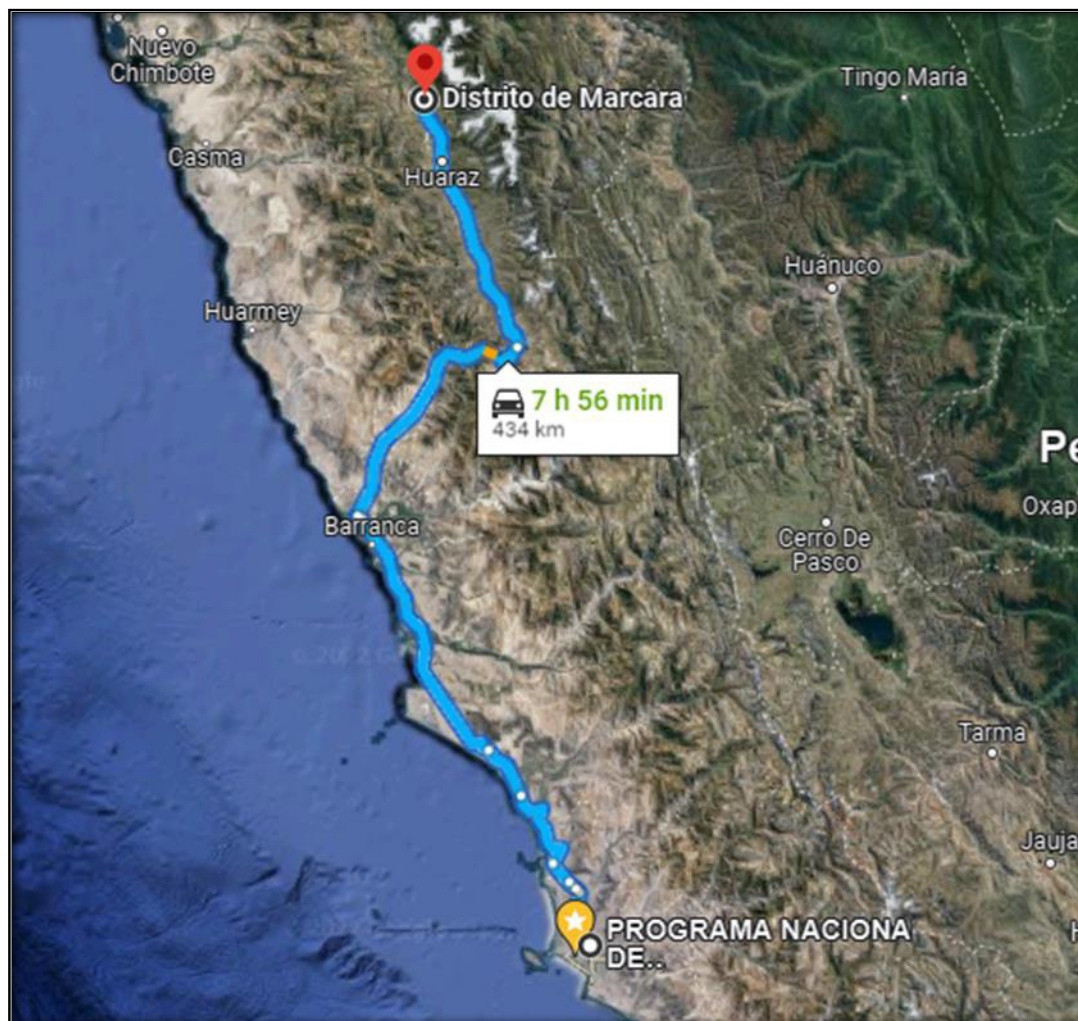 Nuevo
Chimbote
Distrito de Marcara
Tingo María
Casma
Huaraz
Huánuco
Huarmey
7 h 56 min
434 km
Pe
Oxap
Barranca
Cerro De
Pasco
Tarma
Jauja
PROGRAMA NACIONA
DE..
H